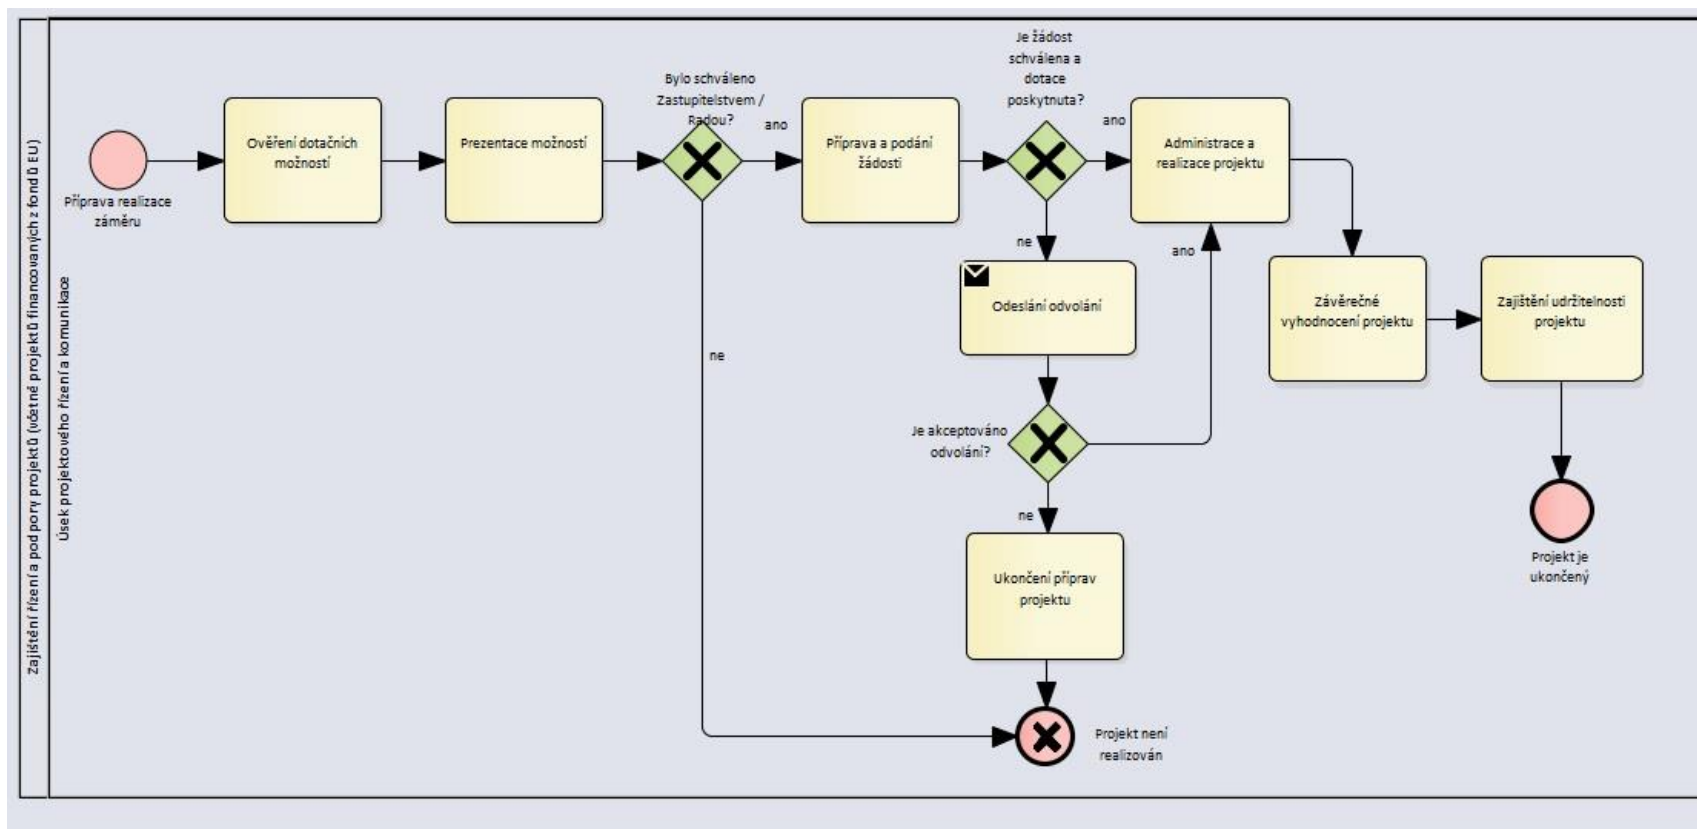 Zajištění řízení a podpory projektů (včetně projektů financovaných z fondů EU)
Úsek projektového řízení a komunikace
Příprava realizace
záměru
Ověření dotačních
možností
Prezentace možností
Bylo schváleno
Zastupitelstvem /
Radou?
ano
ne
Příprava a podání
žádosti
Je žádost
schválena a
dotace
poskytnuta?
ano
ne
Administrace a
realizace projektu
Odeslání odvolání
Je akceptováno
odvolání?
ano
ne
Ukončení příprav
projektu
Projekt není
realizován
Závěrečné
vyhodnocení projektu
Zajištění udržitelnosti
projektu
Projekt je
ukončený